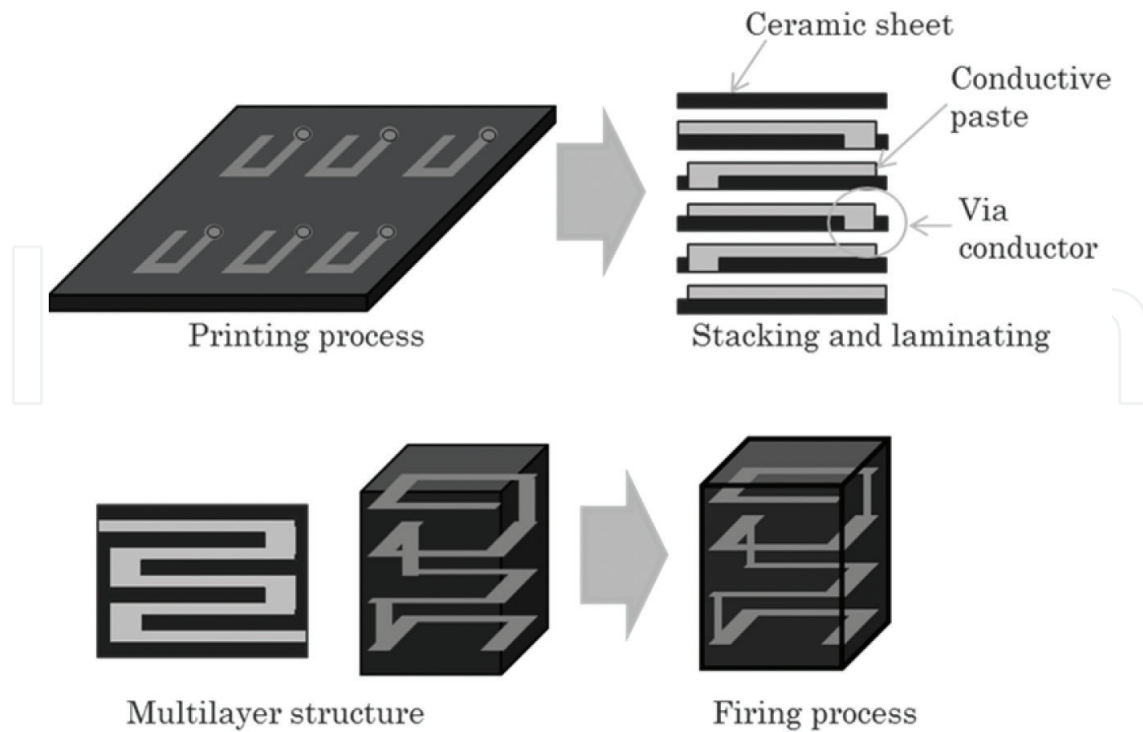 Ceramic sheet
Conductive
paste
Via
conductor
Printing process
Stacking and laminating
Multilayer structure
Firing process